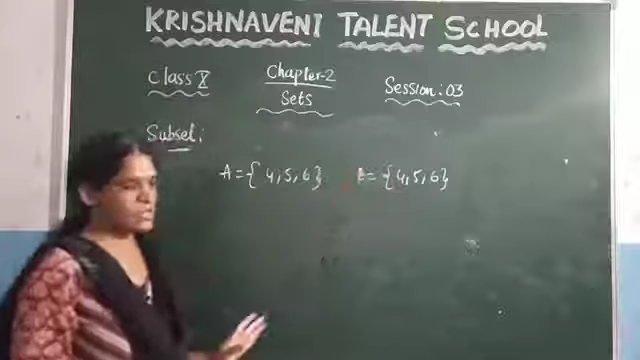 KRISHNAVENI TALENT SCHOOL
Class X Chapter-2 Session: 03
Sets
Subset:
A = { 4, 5, 6 } B = { 4, 5, 6 }